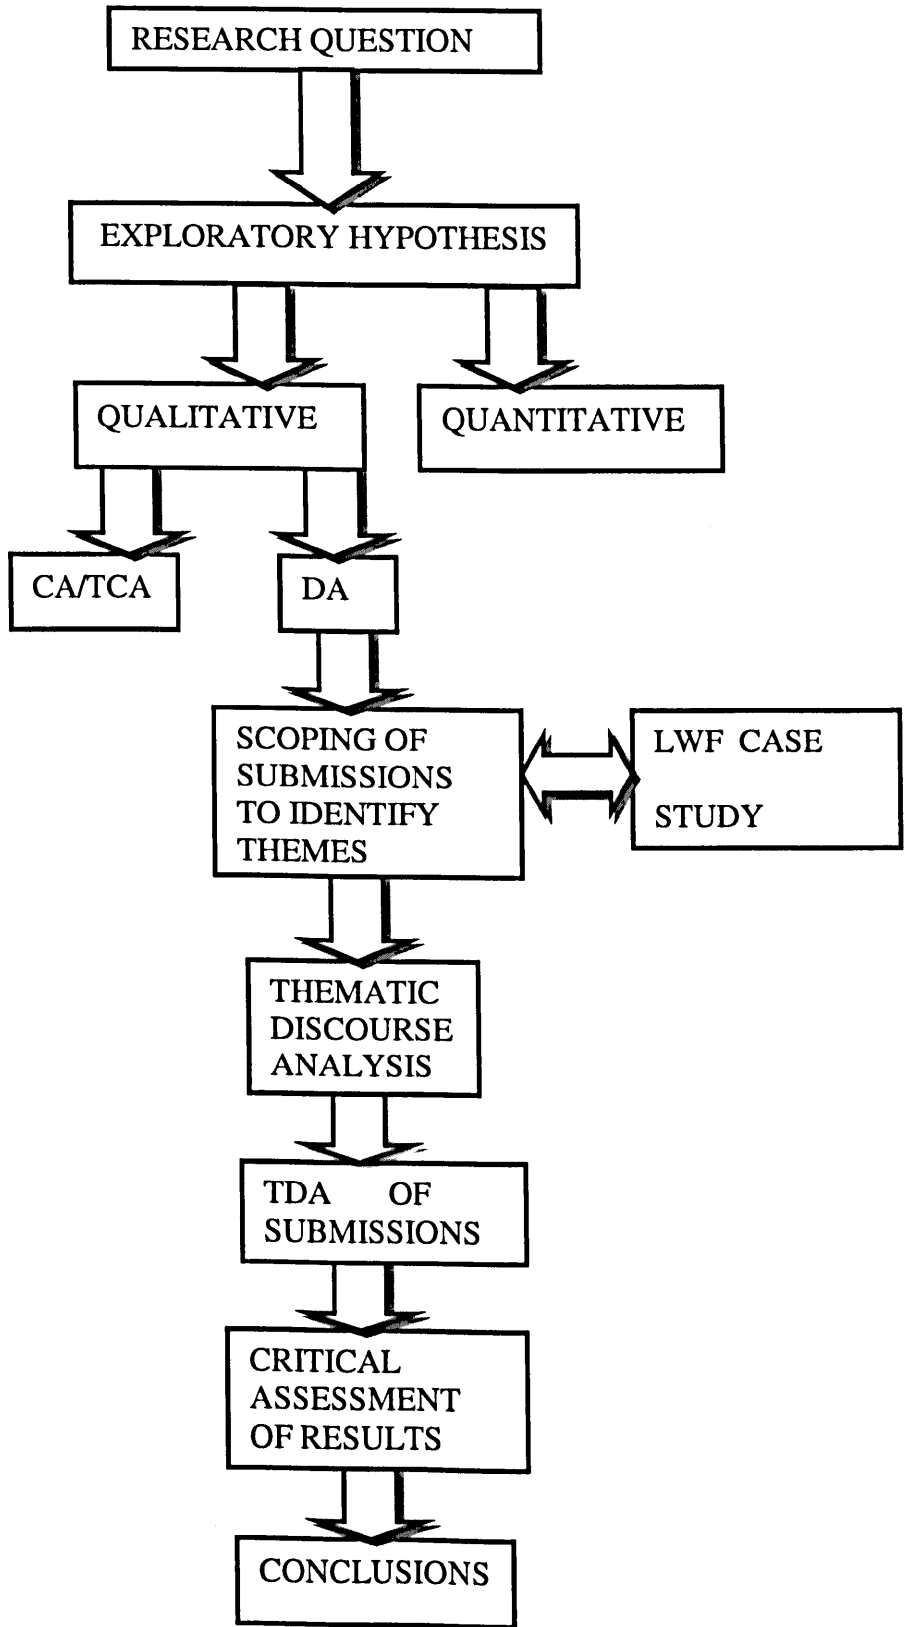 RESEARCH QUESTION
EXPLORATORY HYPOTHESIS
QUALITATIVE
QUANTITATIVE
CA/TCA
DA
SCOPING OF
SUBMISSIONS
TO IDENTIFY
THEMES
LWF CASE
STUDY
THEMATIC
DISCOURSE
ANALYSIS
TDA OF
SUBMISSIONS
CRITICAL
ASSESSMENT
OF RESULTS
CONCLUSIONS